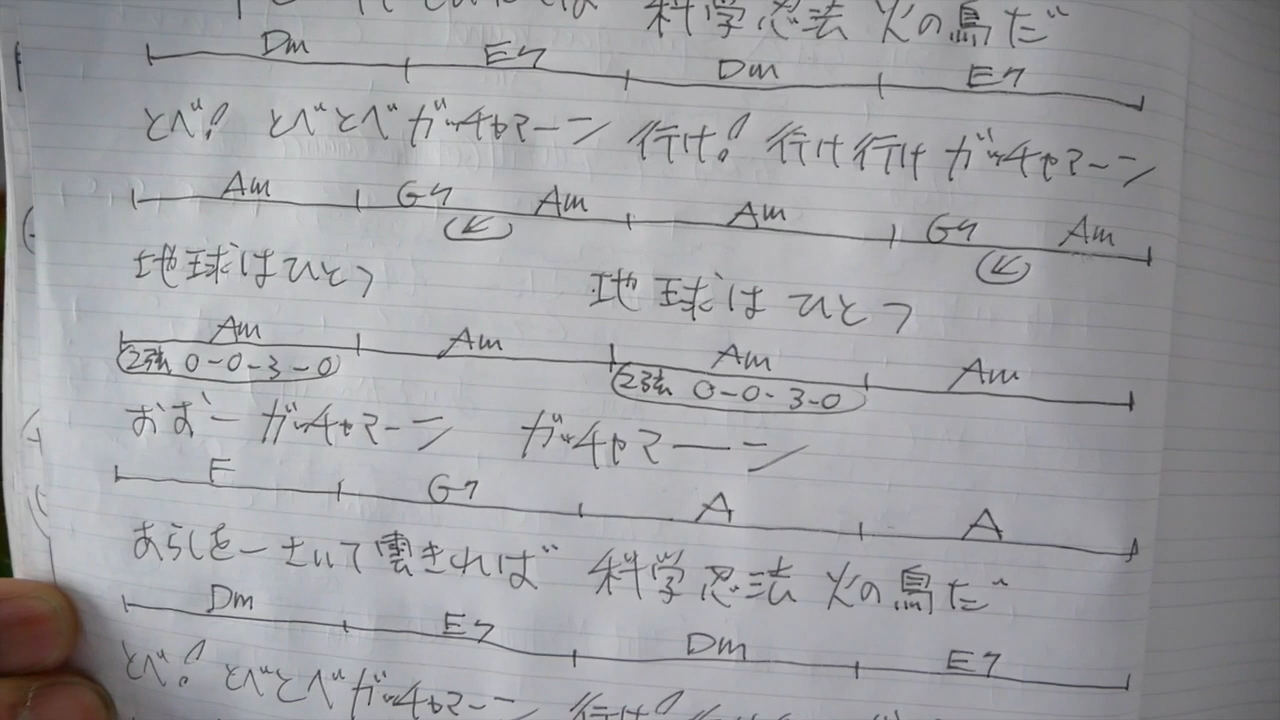 科学忍法 火の鳥だ
Dm E7 Dm E7
とべ! とべとべガッチャマーン 行け! 行け行けガッチャマーン
Am G7 Am Am G7 Am
地球はひとつ 地球はひとつ
Am Am Am Am
2弦 0-0-3-0 2弦 0-0-3-0
おおーガッチャマーン ガッチャマーン
F G7 A A
あらしをーさいて雲きれば 科学忍法 火の鳥だ
Dm E7 Dm E7
とべ! とべとべガッチャマーン 行け!